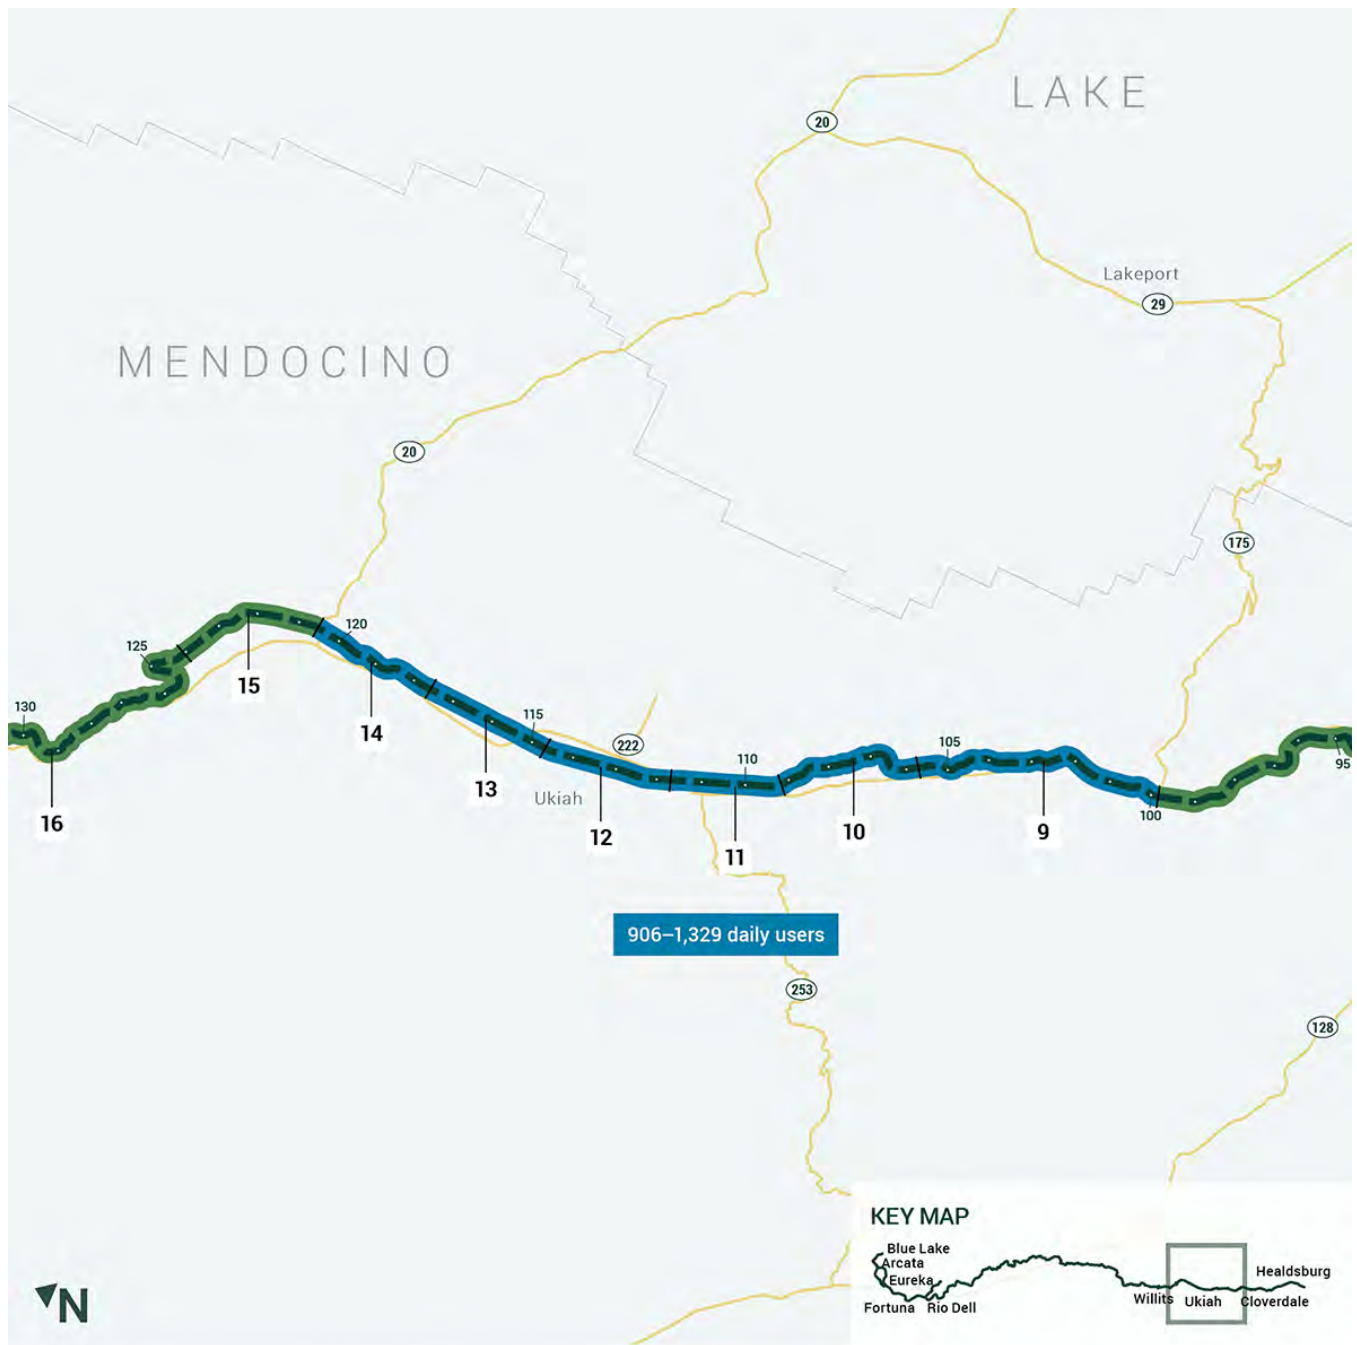 LAKE
20
Lakeport
29
MENDOCINO
20
175
120
125
15
130
14
115
222
105
110
95
13
Ukiah
100
16
12
10
9
11
906–1,329 daily users
253
128
KEY MAP
Blue Lake
Arcata
Eureka
Healdsburg
Willits
Ukiah
Cloverdale
Fortuna
Rio Dell
N